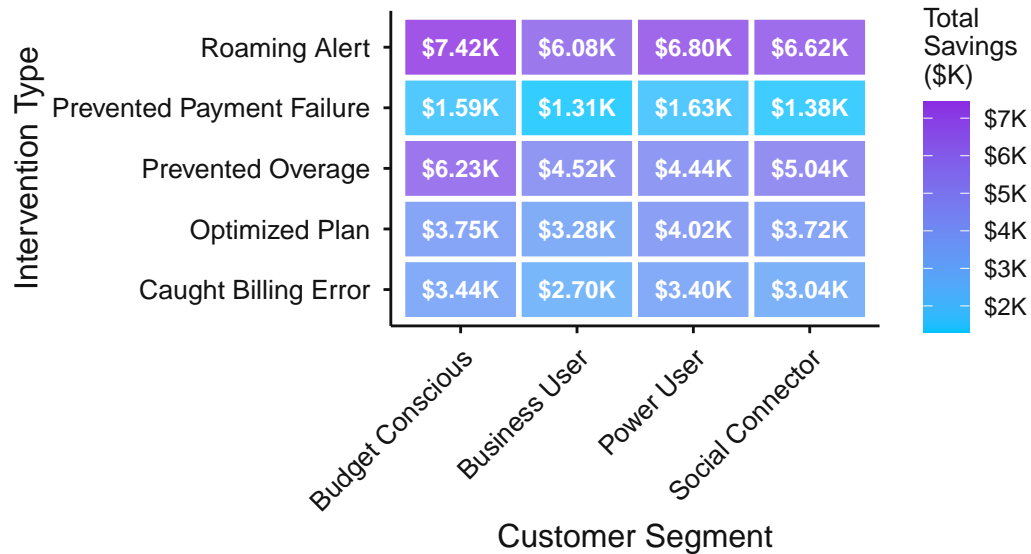 Intervention Type
Roaming Alert $7.42K $6.08K $6.80K $6.62K
Prevented Payment Failure $1.59K $1.31K $1.63K $1.38K
Prevented Overage $6.23K $4.52K $4.44K $5.04K
Optimized Plan $3.75K $3.28K $4.02K $3.72K
Caught Billing Error $3.44K $2.70K $3.40K $3.04K
Budget Conscious
Business User
Power User
Social Connector
Customer Segment
Total
Savings
($K)
$7K
$6K
$5K
$4K
$3K
$2K